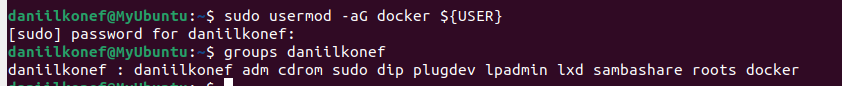 daniilkonef@MyUbuntu:~$ sudo usermod -aG docker ${USER}
[sudo] password for daniilkonef:
daniilkonef@MyUbuntu:~$ groups daniilkonef
daniilkonef : daniilkonef adm cdrom sudo dip plugdev lpadmin lxd sambashare roots docker
daniilkonef@MyUbuntu:~$